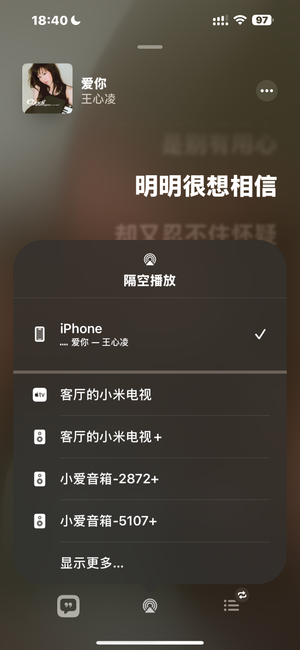 18:40
97
爱你
王心凌
是别有用心
明明很想相信
却又忍不住怀疑
隔空播放
iPhone
爱你 — 王心凌
tv
客厅的小米电视
客厅的小米电视+
小爱音箱-2872+
小爱音箱-5107+
显示更多...